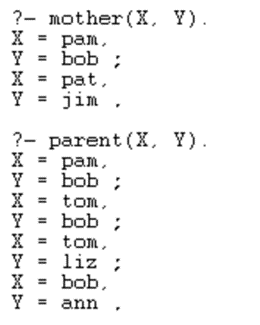 ?- mother(X, Y).
X = pam,
Y = bob ;
X = pat,
Y = jim .
?- parent(X, Y).
X = pam,
Y = bob ;
X = tom,
Y = bob ;
X = tom,
Y = liz ;
X = bob,
Y = ann .